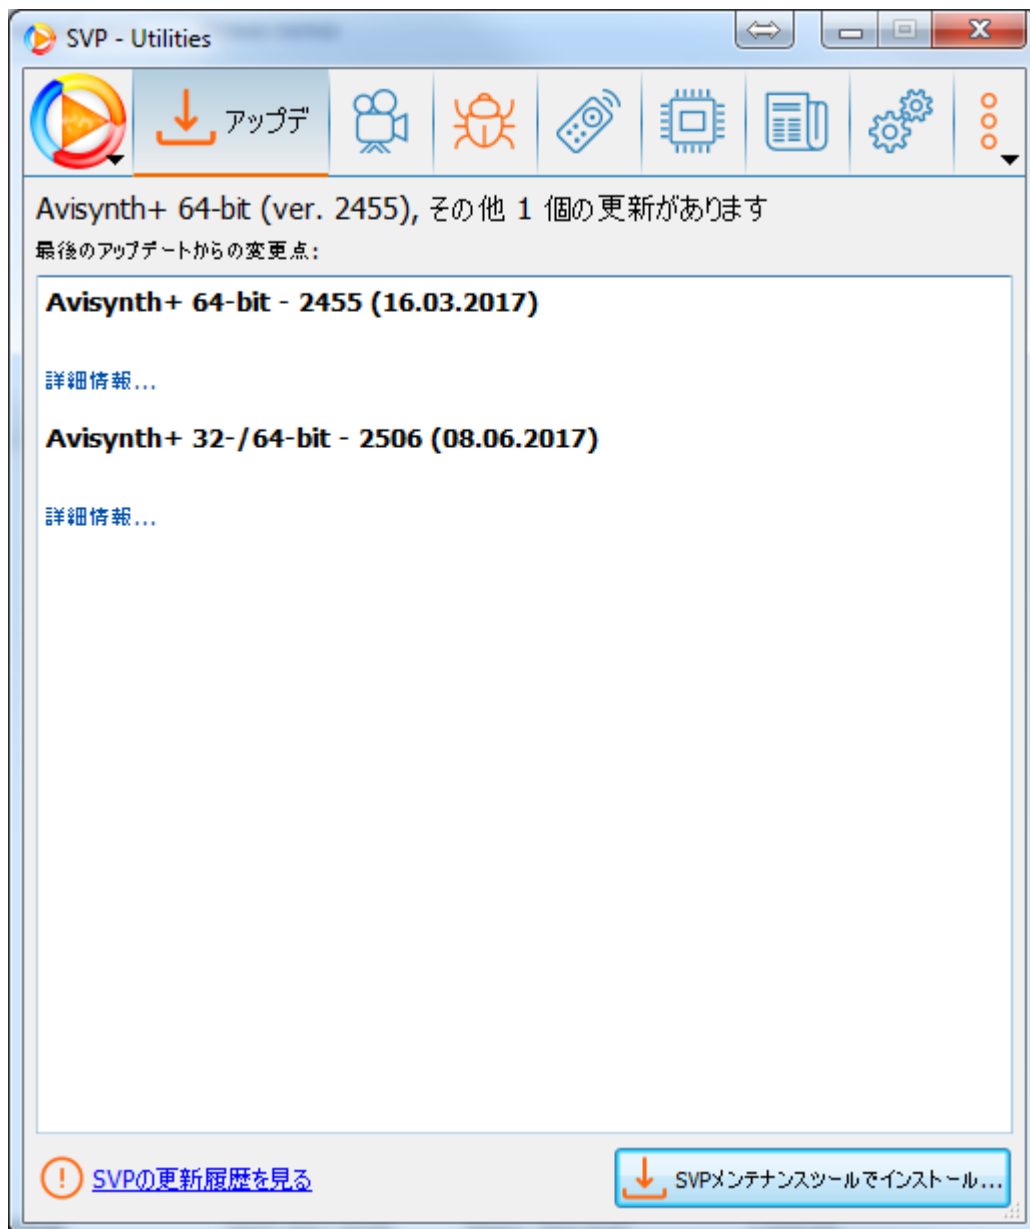 SVP - Utilities
アップデ
Avisynth+ 64-bit (ver. 2455), その他 1 個の更新があります
最後のアップデートからの変更点:
Avisynth+ 64-bit - 2455 (16.03.2017)
詳細情報...
Avisynth+ 32-/64-bit - 2506 (08.06.2017)
詳細情報...
SVPの更新履歴を見る
SVPメンテナンスツールでインストール...